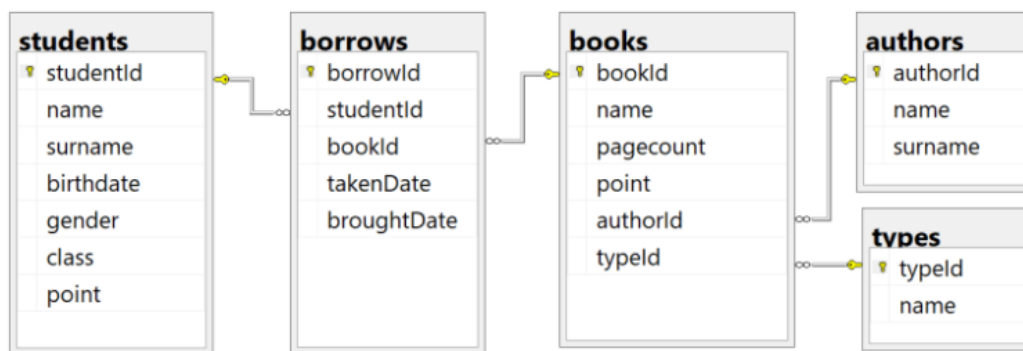 students
studentId
name
surname
birthdate
gender
class
point
borrows
borrowId
studentId
bookId
takenDate
broughtDate
books
bookId
name
pagecount
point
authorId
typeId
authors
authorId
name
surname
types
typeId
name